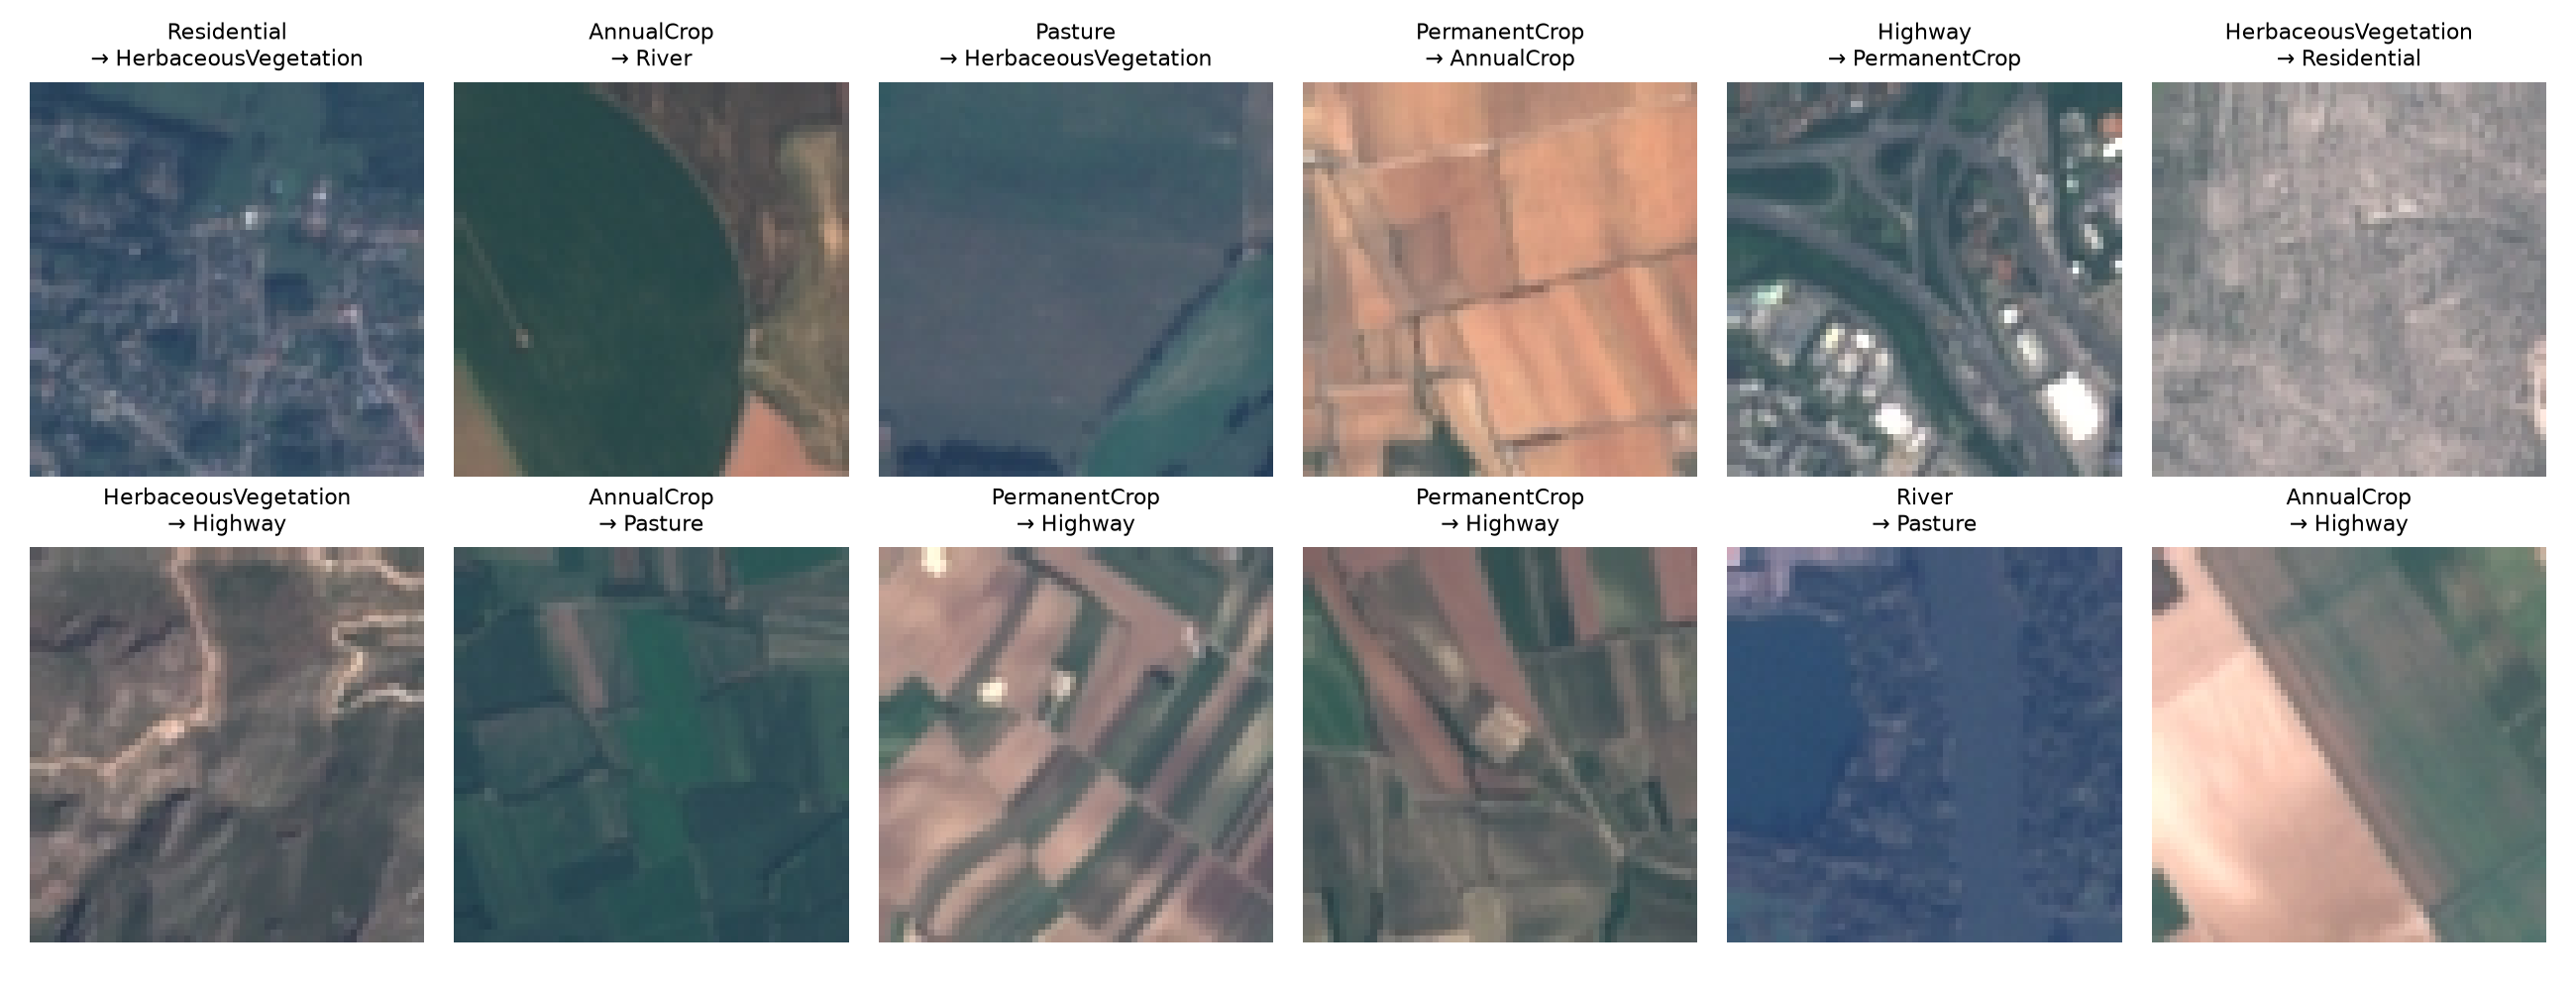 Residential
→ HerbaceousVegetation
AnnualCrop
→ River
Pasture
→ HerbaceousVegetation
PermanentCrop
→ AnnualCrop
Highway
→ PermanentCrop
HerbaceousVegetation
→ Residential
HerbaceousVegetation
→ Highway
AnnualCrop
→ Pasture
PermanentCrop
→ Highway
PermanentCrop
→ Highway
River
→ Pasture
AnnualCrop
→ Highway